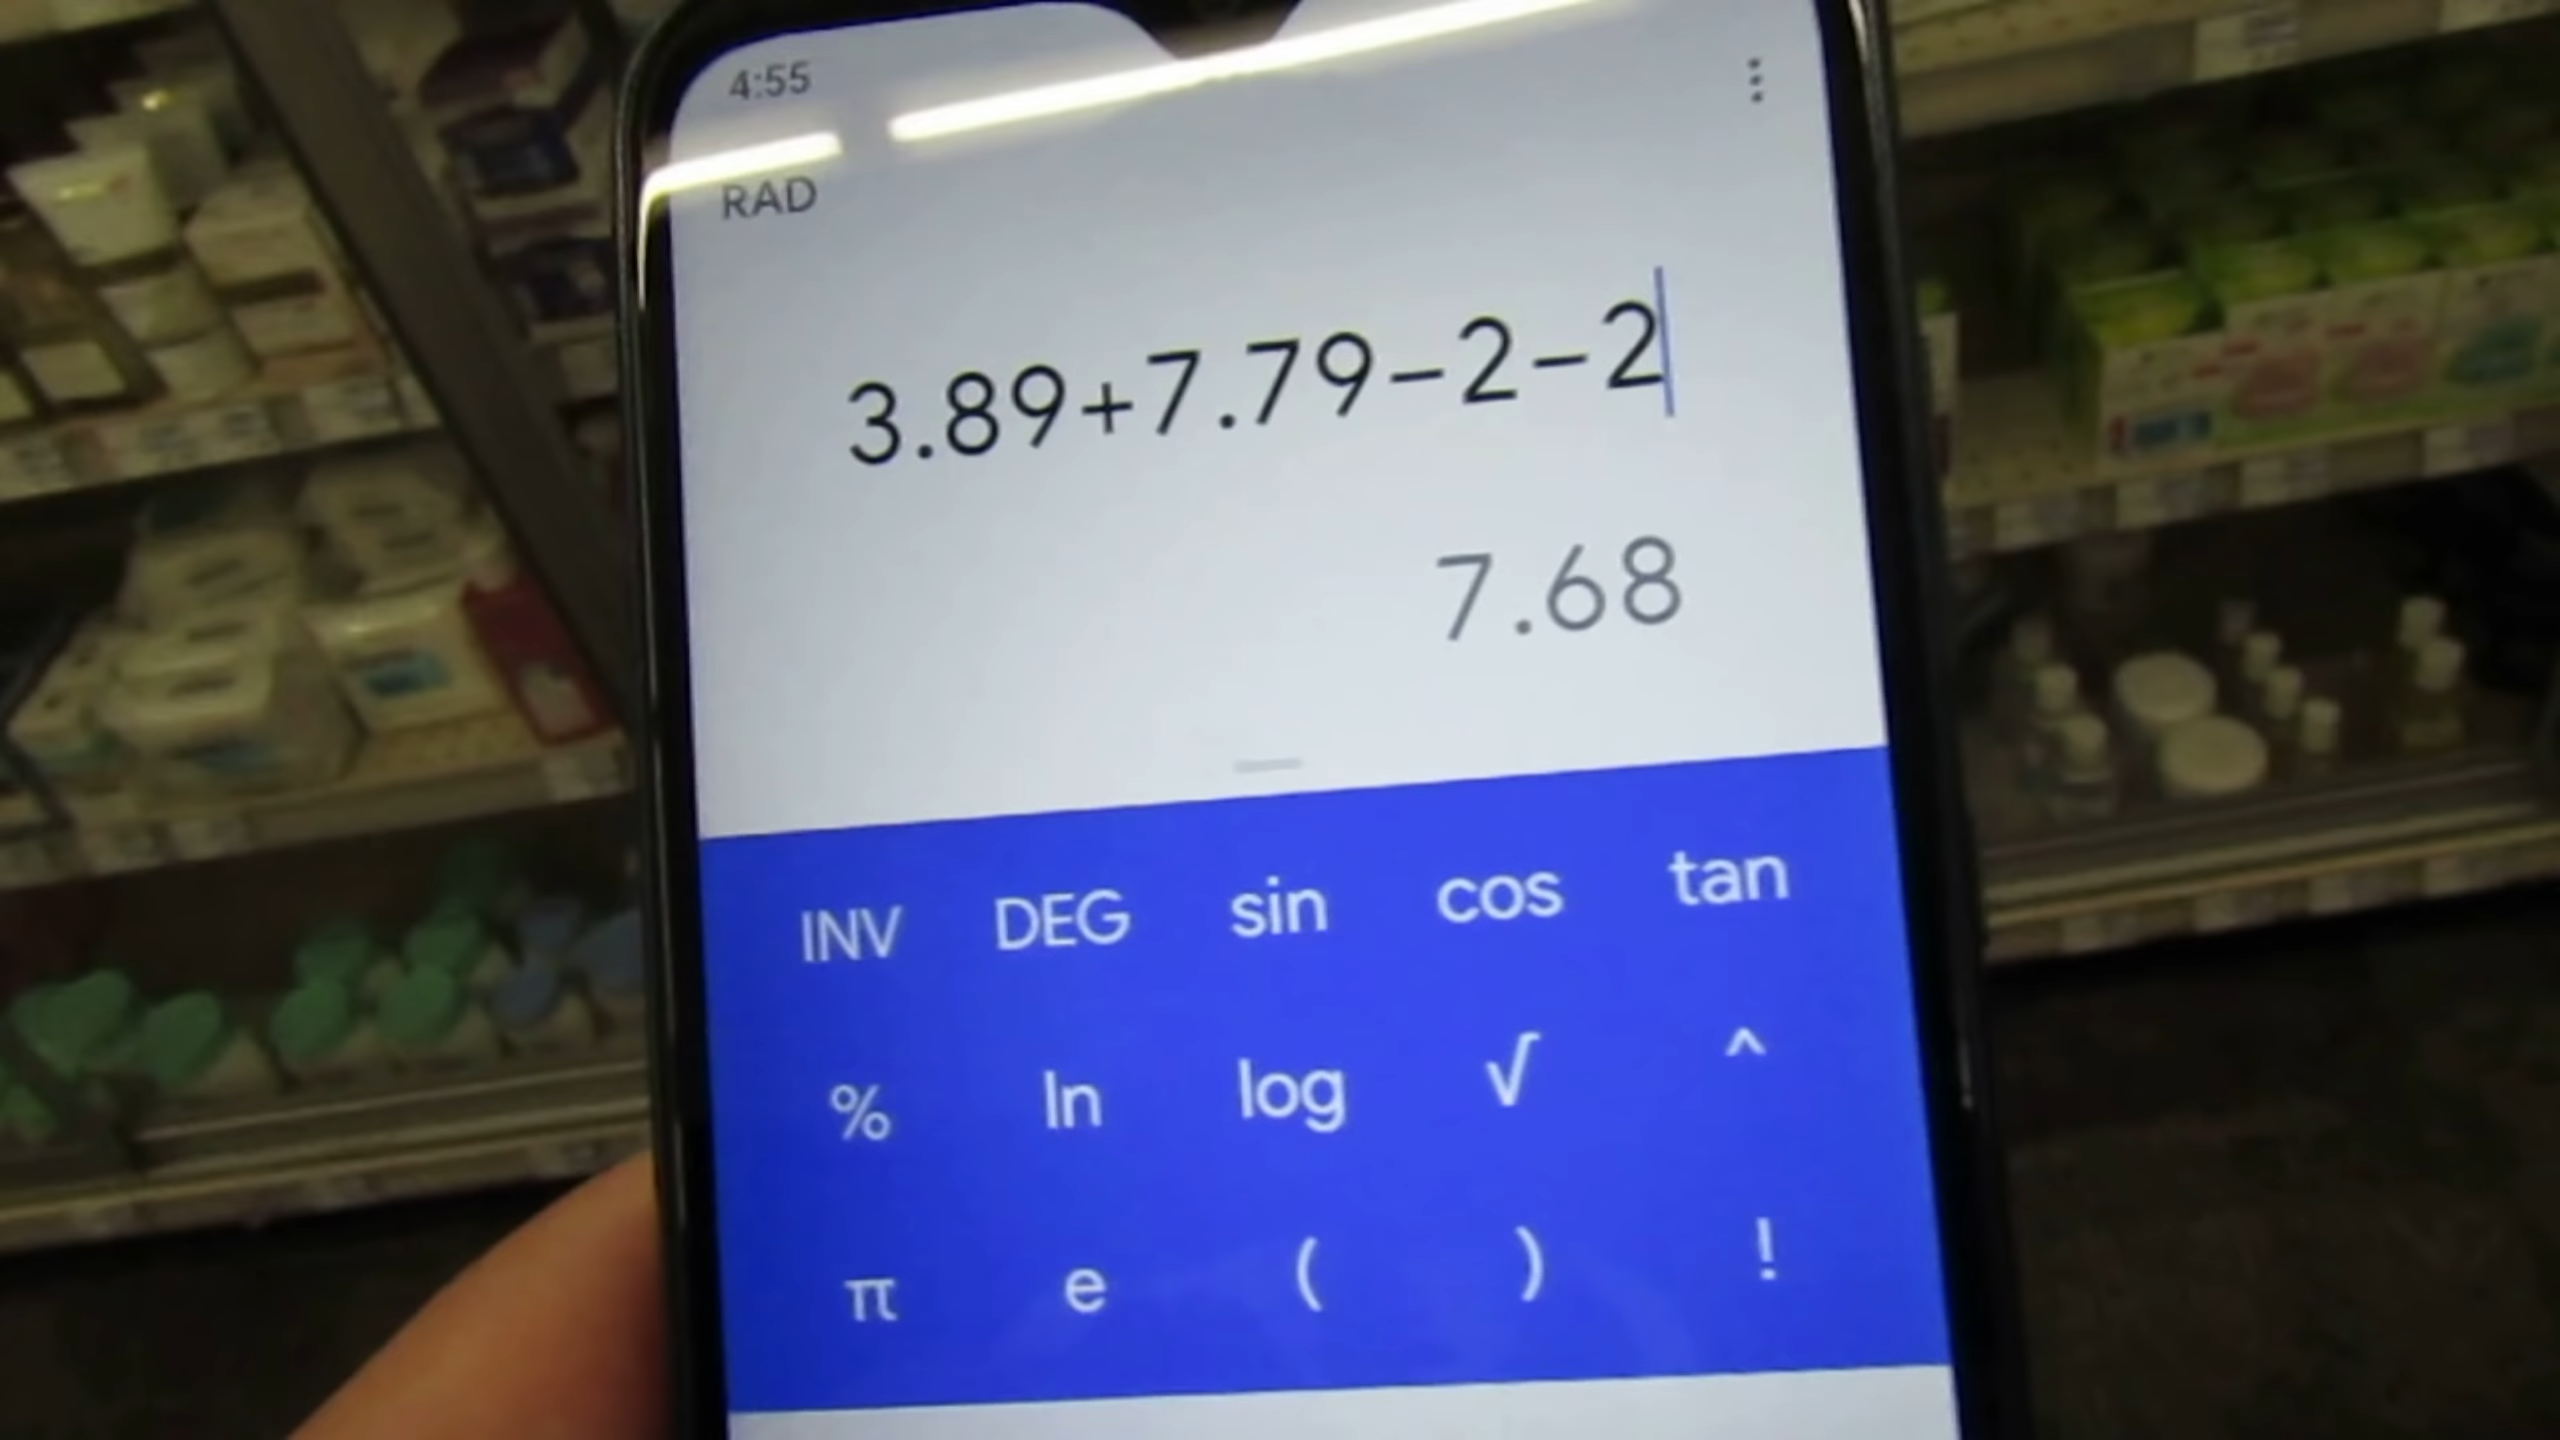 4:55
RAD
3.89+7.79−2−2
7.68
INV DEG sin cos tan
% ln log √ ^
π e ( ) !